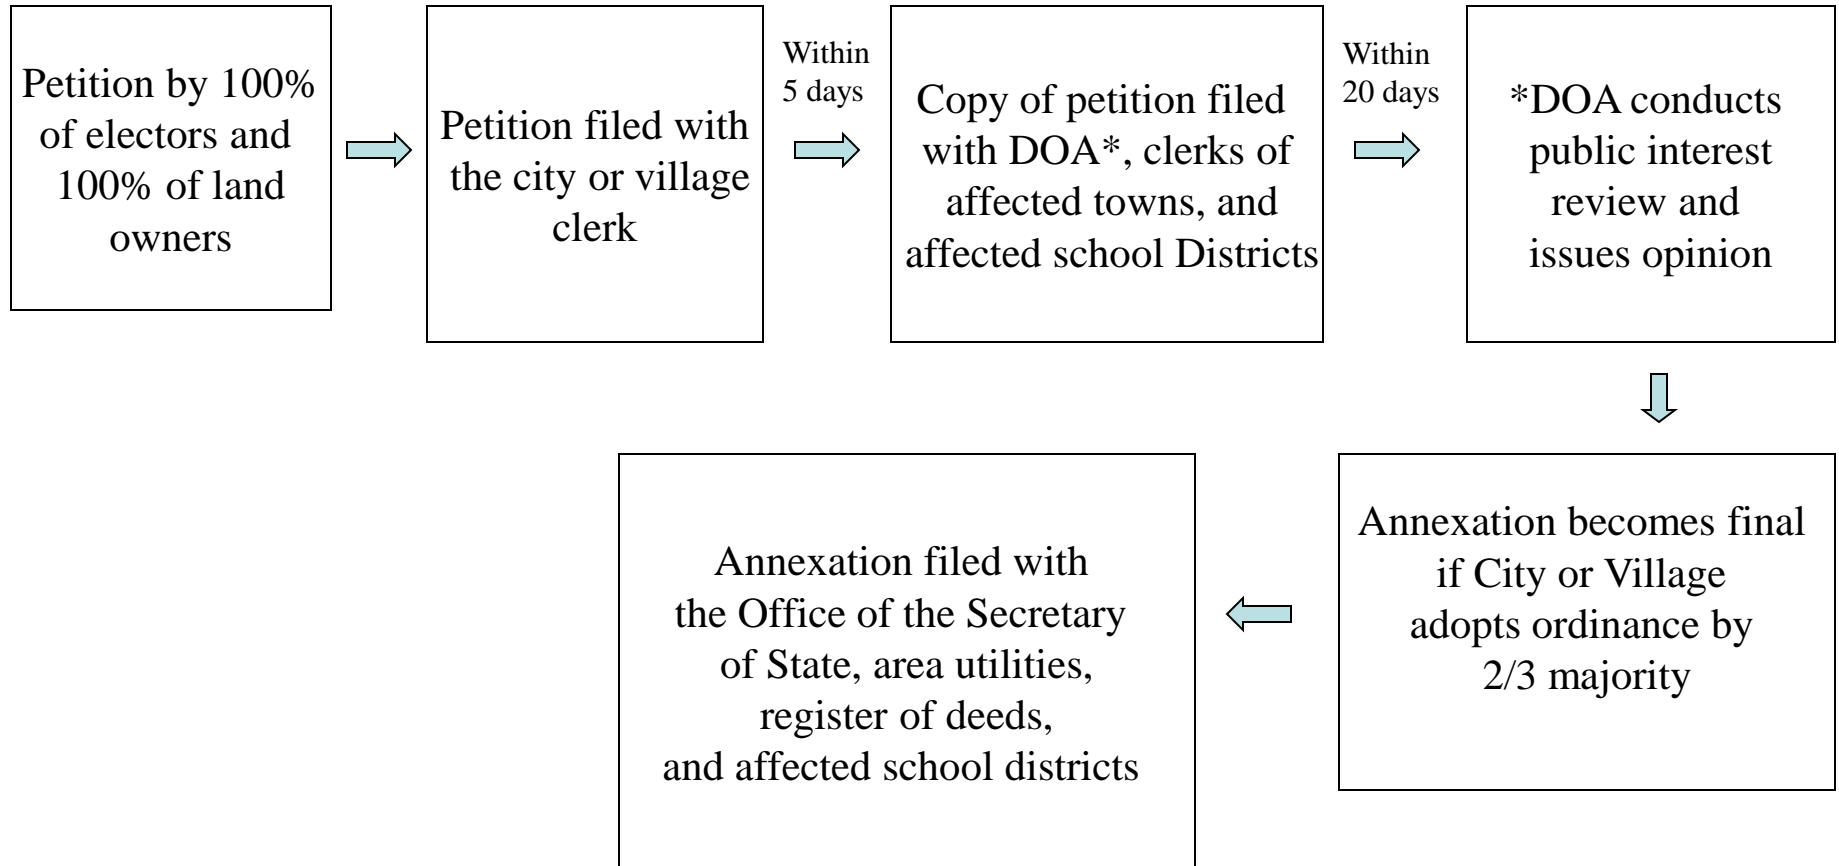 Petition by 100%
of electors and
100% of land
owners
Petition filed with
the city or village
clerk
Within
5 days
Copy of petition filed
with DOA*, clerks of
affected towns, and
affected school Districts
Within
20 days
*DOA conducts
public interest
review and
issues opinion
Annexation becomes final
if City or Village
adopts ordinance by
2/3 majority
Annexation filed with
the Office of the Secretary
of State, area utilities,
register of deeds,
and affected school districts